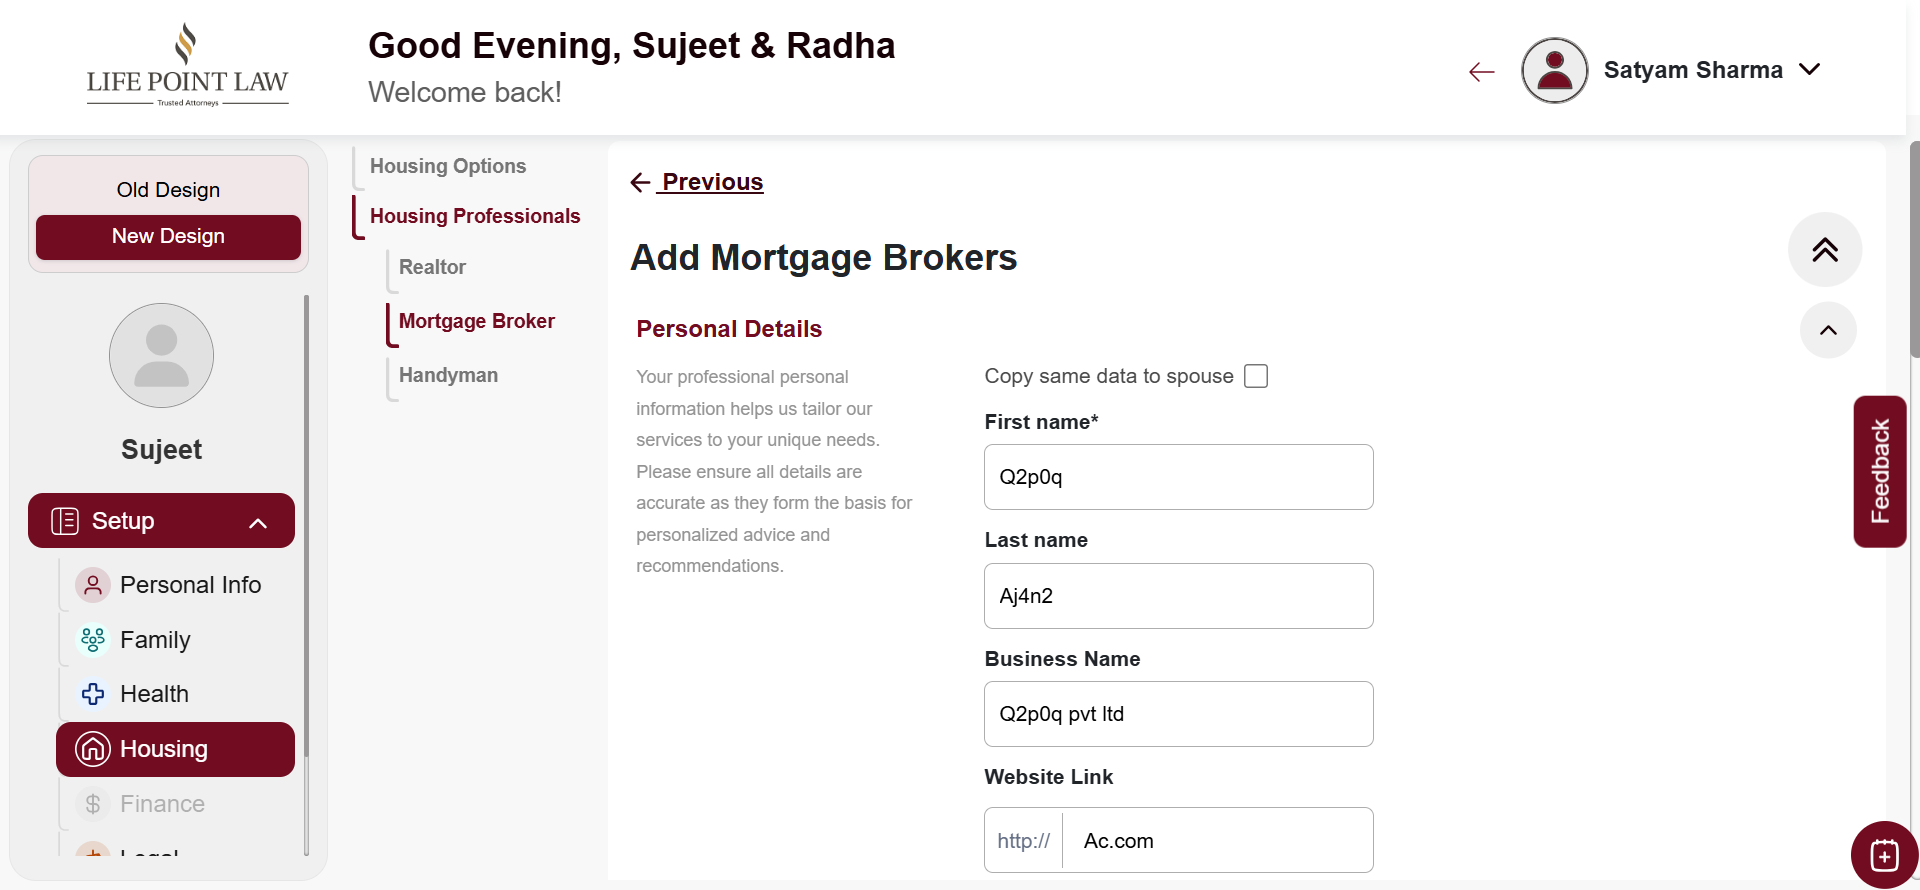 LIFE POINT LAW
Trusted Attorneys
Good Evening, Sujeet & Radha
Welcome back!
Satyam Sharma
Old Design
New Design
Sujeet
Setup
Personal Info
Family
Health
Housing
Finance
Legal
Housing Options
Housing Professionals
Realtor
Mortgage Broker
Handyman
Previous
Add Mortgage Brokers
Personal Details
Your professional personal
information helps us tailor our
services to your unique needs.
Please ensure all details are
accurate as they form the basis for
personalized advice and
recommendations.
Copy same data to spouse
First name*
Q2p0q
Last name
Aj4n2
Business Name
Q2p0q pvt ltd
Website Link
http://
Ac.com
Feedback